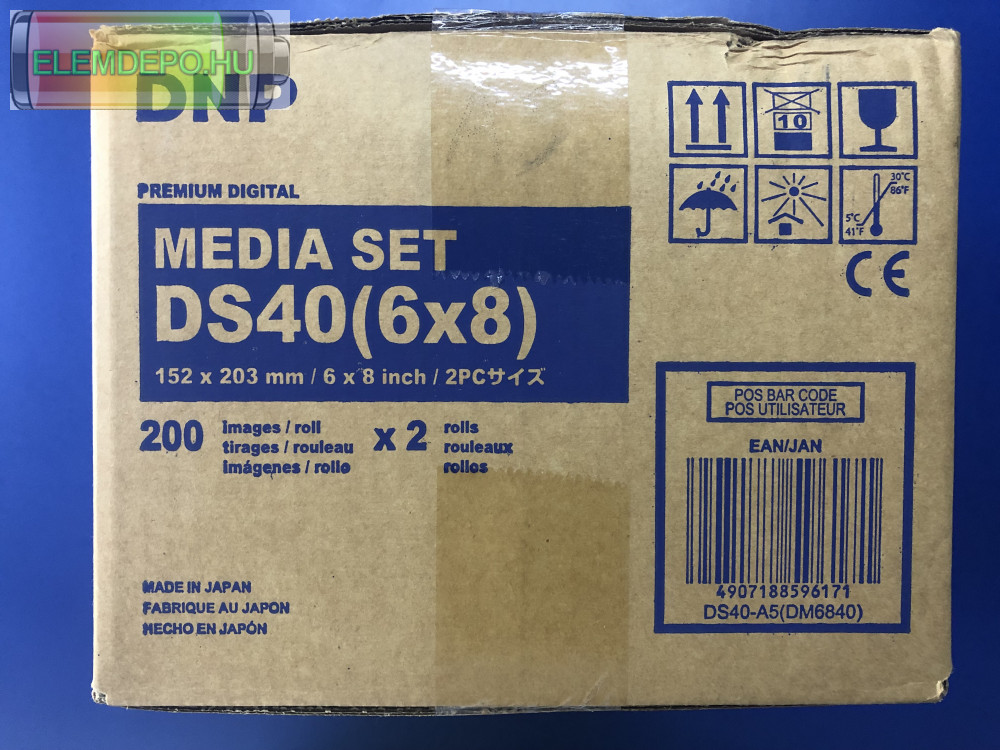 ELEMDEPO.HU
DNP
PREMIUM DIGITAL
MEDIA SET
DS40(6x8)
152 x 203 mm / 6 x 8 inch / 2PCサイズ
200 images / roll x 2 rolls
tirages / rouleau rouleaux
imágenes / rollo rollos
MADE IN JAPAN
FABRIQUE AU JAPON
HECHO EN JAPÓN
10
30°C
86°F
5°C
41°F
CE
POS BAR CODE
POS UTILISATEUR
EAN/JAN
4907188596171
DS40-A5(DM6840)